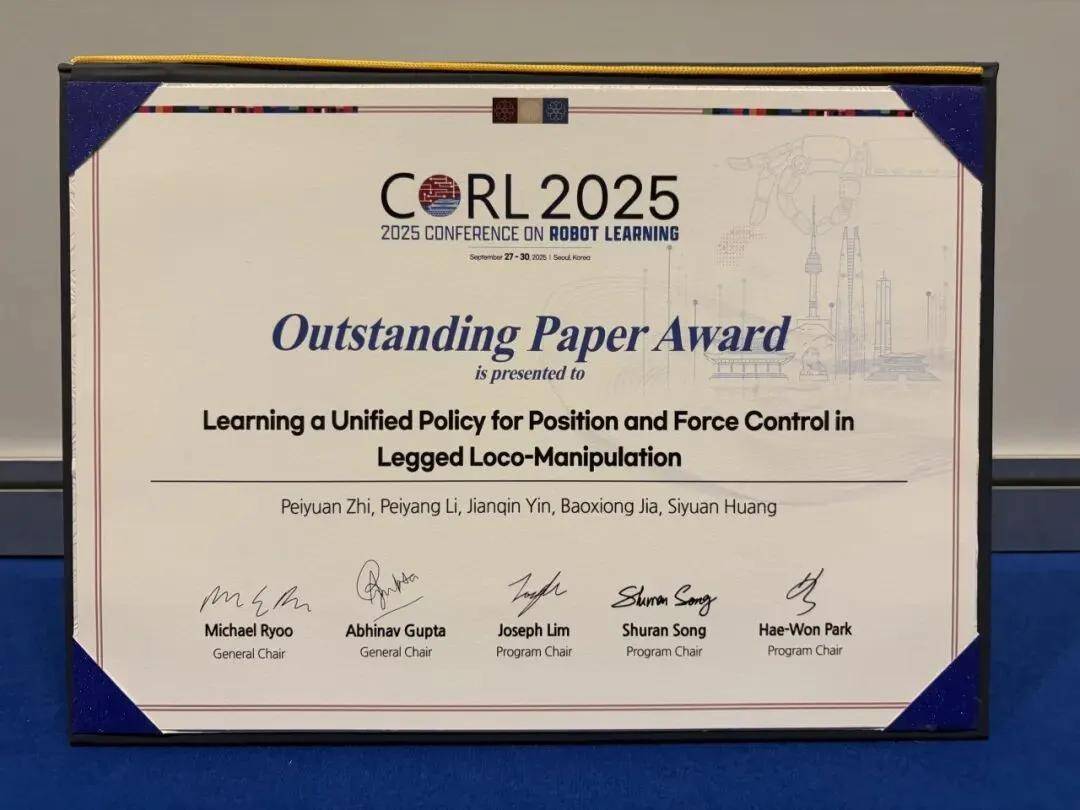 CORL 2025
2025 CONFERENCE ON ROBOT LEARNING
September 27 - 30, 2025 | Seoul, Korea
Outstanding Paper Award
is presented to
Learning a Unified Policy for Position and Force Control in
Legged Loco-Manipulation
Peiyuan Zhi, Peiyang Li, Jianqin Yin, Baoxiong Jia, Siyuan Huang
Shuran Song
Michael Ryoo Abhinav Gupta Joseph Lim Shuran Song Hae-Won Park
General Chair General Chair Program Chair Program Chair Program Chair